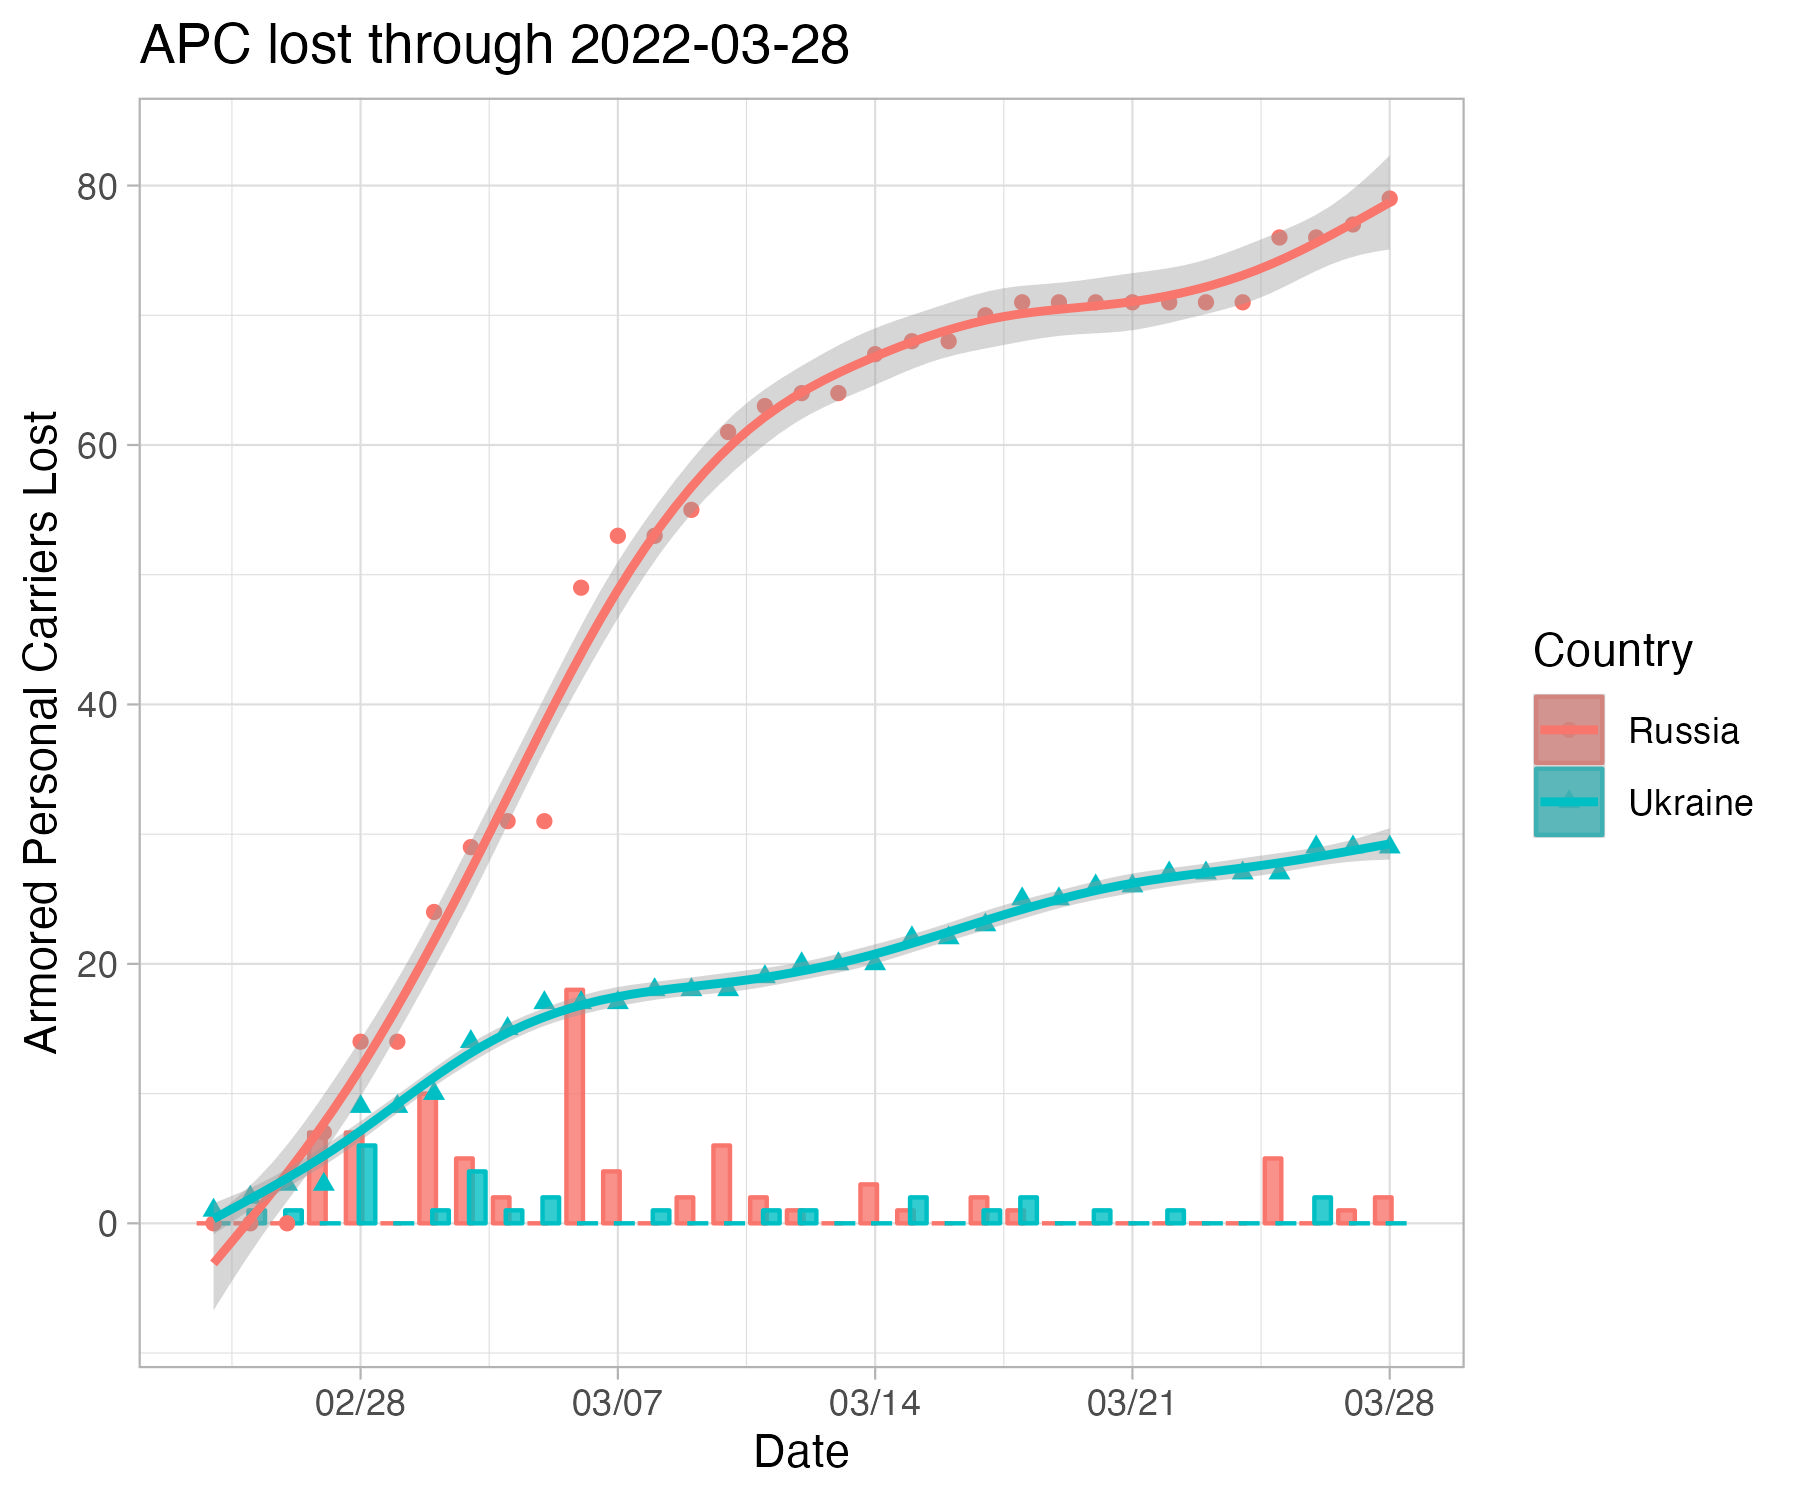 APC lost through 2022-03-28
Armored Personal Carriers Lost
80
60
40
20
0
02/28 03/07 03/14 03/21 03/28
Date
Country
Russia
Ukraine